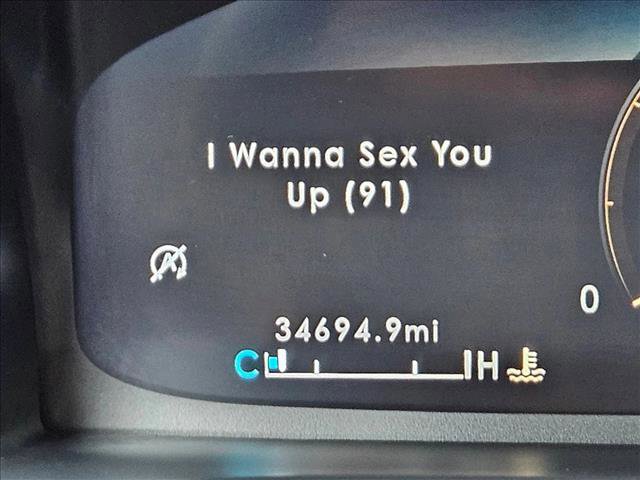 I Wanna Sex You
Up (91)
A
0
34694.9mi
C H